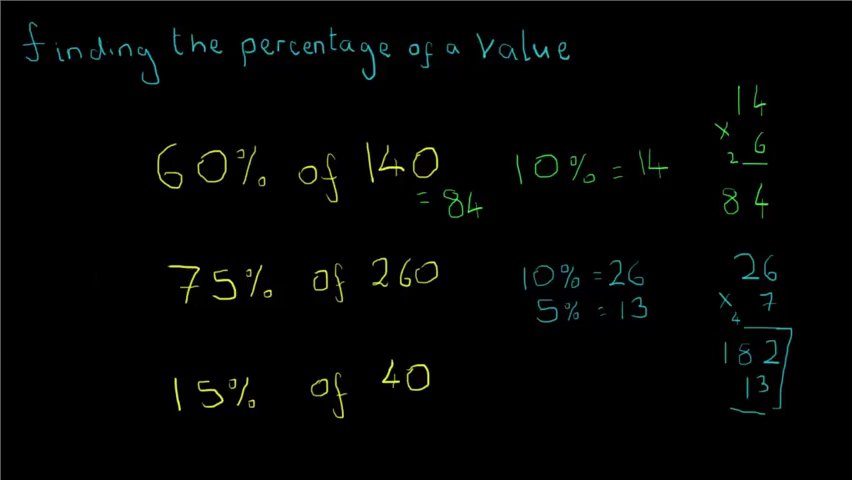 finding the percentage of a value
60% of 140
= 84
10% = 14
14
× 6
2
84
75% of 260
10% = 26
5% = 13
26
× 7
4
182
13
15% of 40